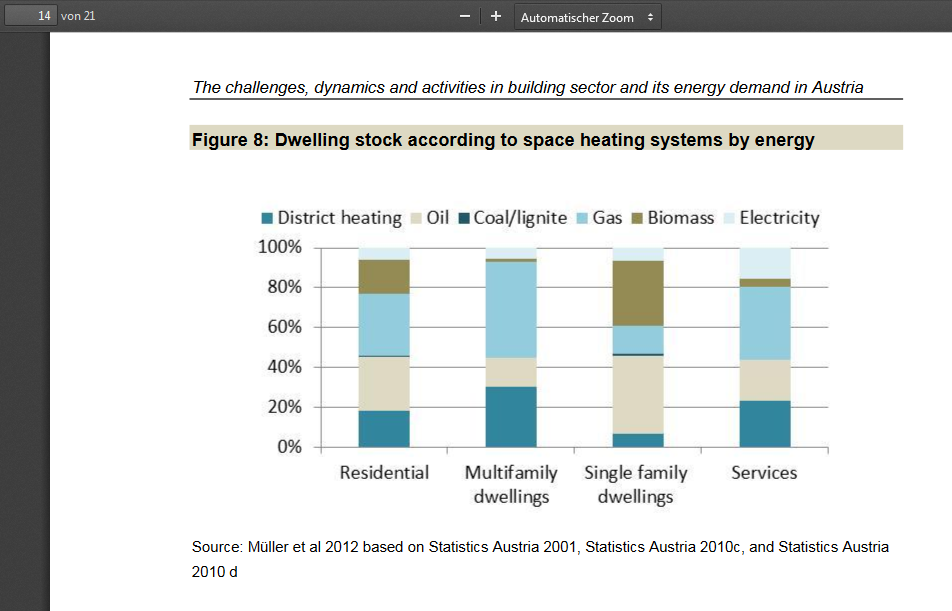 14 von 21
Automatischer Zoom
The challenges, dynamics and activities in building sector and its energy demand in Austria
Figure 8: Dwelling stock according to space heating systems by energy
District heating Oil Coal/lignite Gas Biomass Electricity
100%
80%
60%
40%
20%
0%
Residential Multifamily dwellings Single family dwellings Services
Source: Müller et al 2012 based on Statistics Austria 2001, Statistics Austria 2010c, and Statistics Austria
2010 d